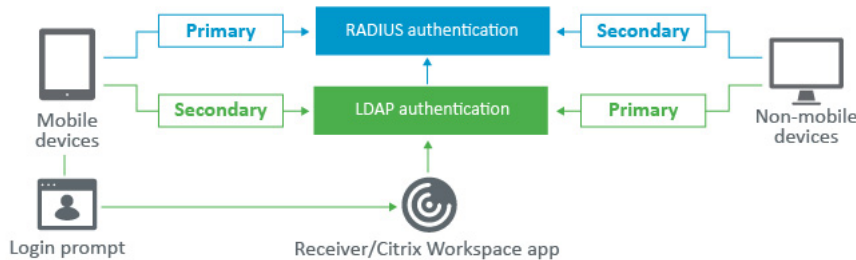 Primary
RADIUS authentication
Secondary
Secondary
LDAP authentication
Primary
Mobile
devices
Non-mobile
devices
Login prompt
Receiver/Citrix Workspace app